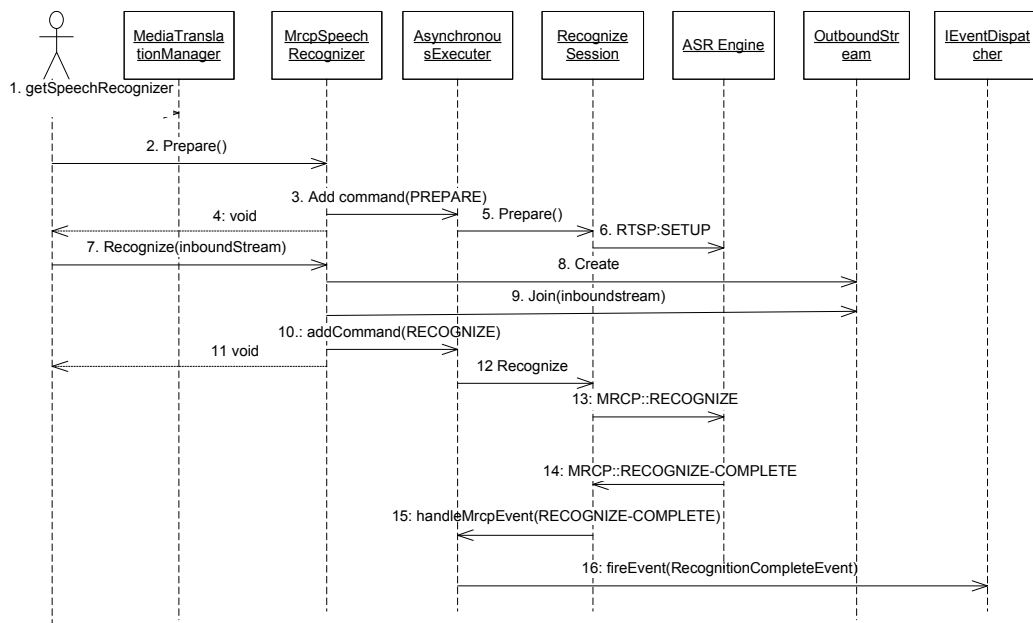 MediaTransla
tionManager
MrcpSpeech
Recognizer
Asynchronou
sExecuter
Recognize
Session
ASR Engine
OutboundStr
eam
IEventDispat
cher
1. getSpeechRecognizer
2. Prepare()
3. Add command(PREPARE)
4: void
5. Prepare()
6. RTSP:SETUP
7. Recognize(inboundStream)
8. Create
9. Join(inboundstream)
10.: addCommand(RECOGNIZE)
11 void
12 Recognize
13: MRCP::RECOGNIZE
14: MRCP::RECOGNIZE-COMPLETE
15: handleMrcpEvent(RECOGNIZE-COMPLETE)
16: fireEvent(RecognitionCompleteEvent)